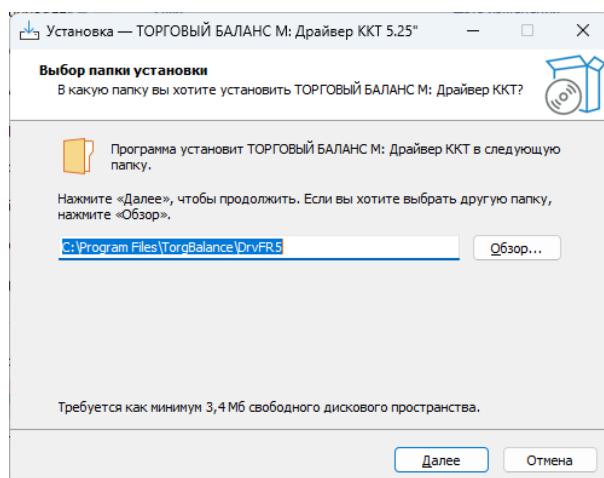 Установка — ТОРГОВЫЙ БАЛАНС М: Драйвер ККТ 5.25"
Выбор папки установки
В какую папку вы хотите установить ТОРГОВЫЙ БАЛАНС М: Драйвер ККТ?
Программа установит ТОРГОВЫЙ БАЛАНС М: Драйвер ККТ в следующую
папку.
Нажмите «Далее», чтобы продолжить. Если вы хотите выбрать другую папку,
нажмите «Обзор».
C:\Program Files\TorgBalance\DrvFR5
Обзор...
Требуется как минимум 3,4 Мб свободного дискового пространства.
Далее
Отмена